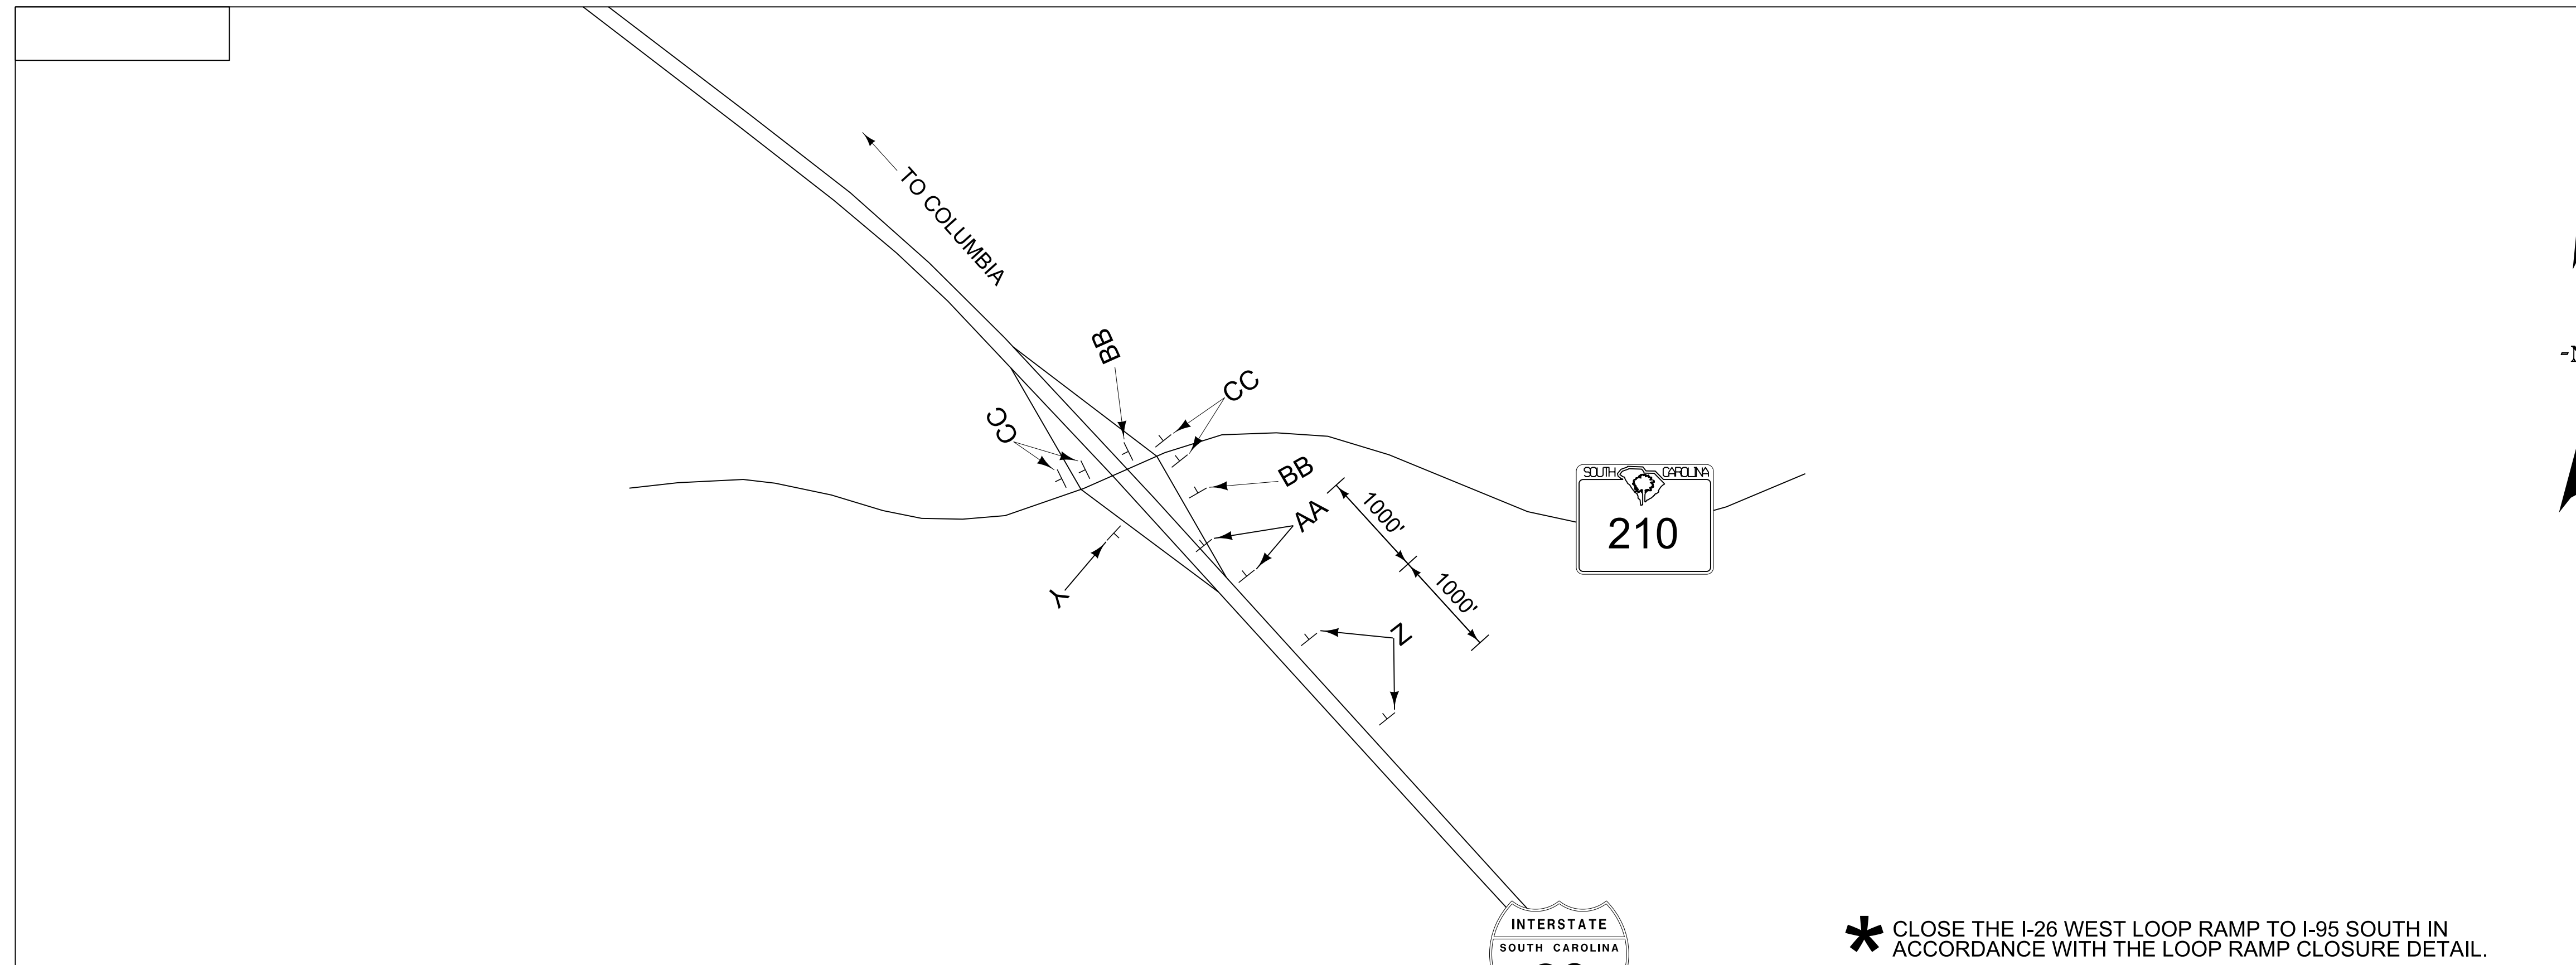 TO COLUMBIA
BB
CC
CC
BB
AA
1000'
SOUTH CAROLINA
210
1000'
Y
Z
INTERSTATE
SOUTH CAROLINA
CLOSE THE I-26 WEST LOOP RAMP TO I-95 SOUTH IN
ACCORDANCE WITH THE LOOP RAMP CLOSURE DETAIL.